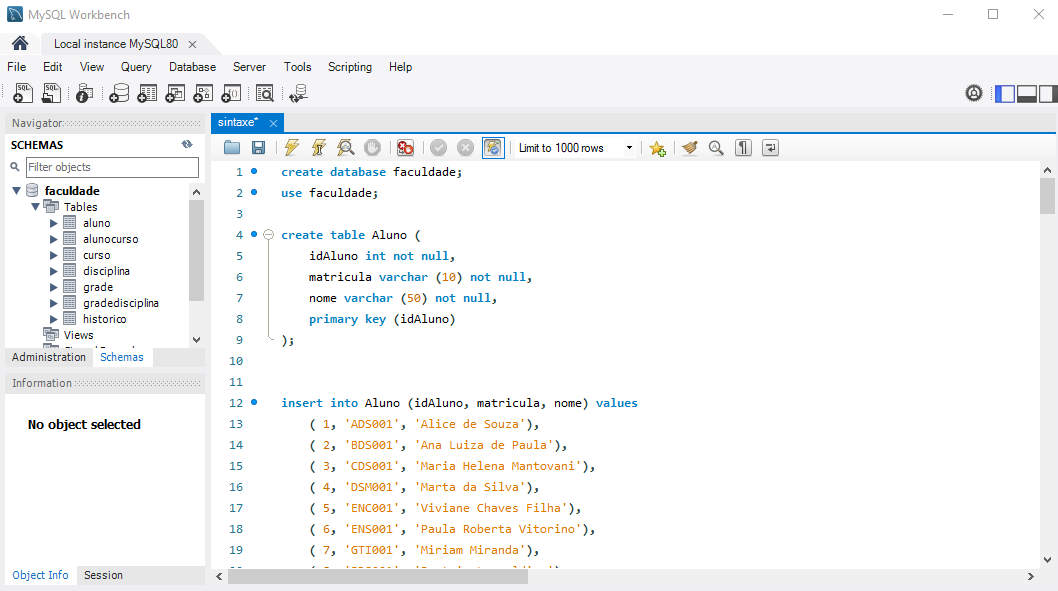 MySQL Workbench
Local instance MySQL80
File Edit View Query Database Server Tools Scripting Help
Navigator
SCHEMAS
Filter objects
faculdade
Tables
aluno
alunocurso
curso
disciplina
grade
gradedisciplina
historico
Views
Administration Schemas
Information
No object selected
Object Info Session
sintaxe*
Limit to 1000 rows
1 create database faculdade;
2 use faculdade;
3
4 create table Aluno (
5 idAluno int not null,
6 matricula varchar (10) not null,
7 nome varchar (50) not null,
8 primary key (idAluno)
9 );
10
11
12 insert into Aluno (idAluno, matricula, nome) values
13 ( 1, 'ADS001', 'Alice de Souza'),
14 ( 2, 'BDS001', 'Ana Luiza de Paula'),
15 ( 3, 'CDS001', 'Maria Helena Mantovani'),
16 ( 4, 'DSM001', 'Marta da Silva'),
17 ( 5, 'ENC001', 'Viviane Chaves Filha'),
18 ( 6, 'ENS001', 'Paula Roberta Vitorino'),
19 ( 7, 'GTI001', 'Miriam Miranda'),